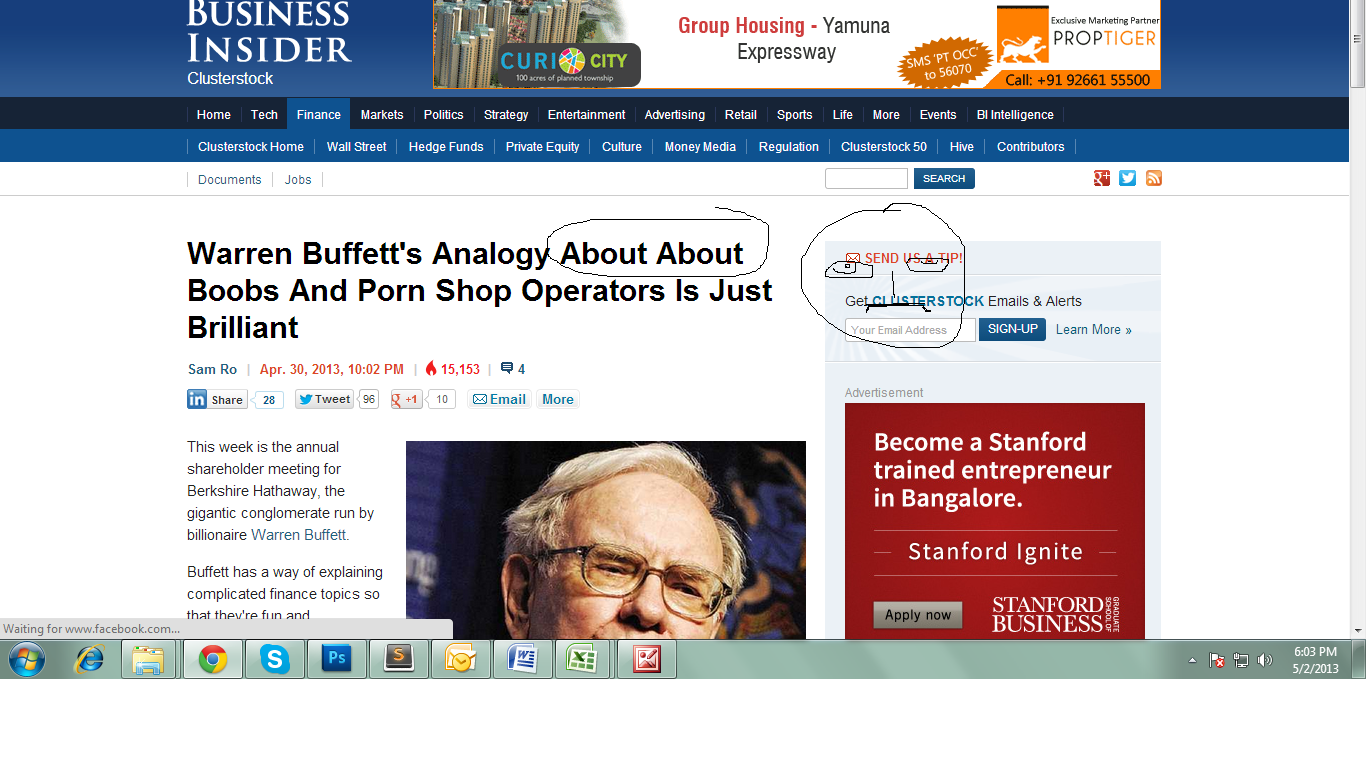 BUSINESS
INSIDER
Clusterstock
CURIOCITY
100 acres of planned township
Group Housing - Yamuna
Expressway
SMS 'PT OCC'
to 56070
Exclusive Marketing Partner
PROPTIGER
Call: +91 92661 55500
Home Tech Finance Markets Politics Strategy Entertainment Advertising Retail Sports Life More Events BI Intelligence
Clusterstock Home Wall Street Hedge Funds Private Equity Culture Money Media Regulation Clusterstock 50 Hive Contributors
Documents Jobs
SEARCH
Warren Buffett's Analogy About About
Boobs And Porn Shop Operators Is Just
Brilliant
Sam Ro | Apr. 30, 2013, 10:02 PM | 15,153 | 4
in Share 28 Tweet 96 g +1 10 Email More
This week is the annual
shareholder meeting for
Berkshire Hathaway, the
gigantic conglomerate run by
billionaire Warren Buffett.
Buffett has a way of explaining
complicated finance topics so
that they're fun and
SEND US A TIP!
Get CLUSTERSTOCK Emails & Alerts
Your Email Address SIGN-UP Learn More »
Advertisement
Become a Stanford
trained entrepreneur
in Bangalore.
Stanford Ignite
Apply now
STANFORD
BUSINESS
GRADUATE
SCHOOL OF
Waiting for www.facebook.com...
Ps
S
6:03 PM
5/2/2013